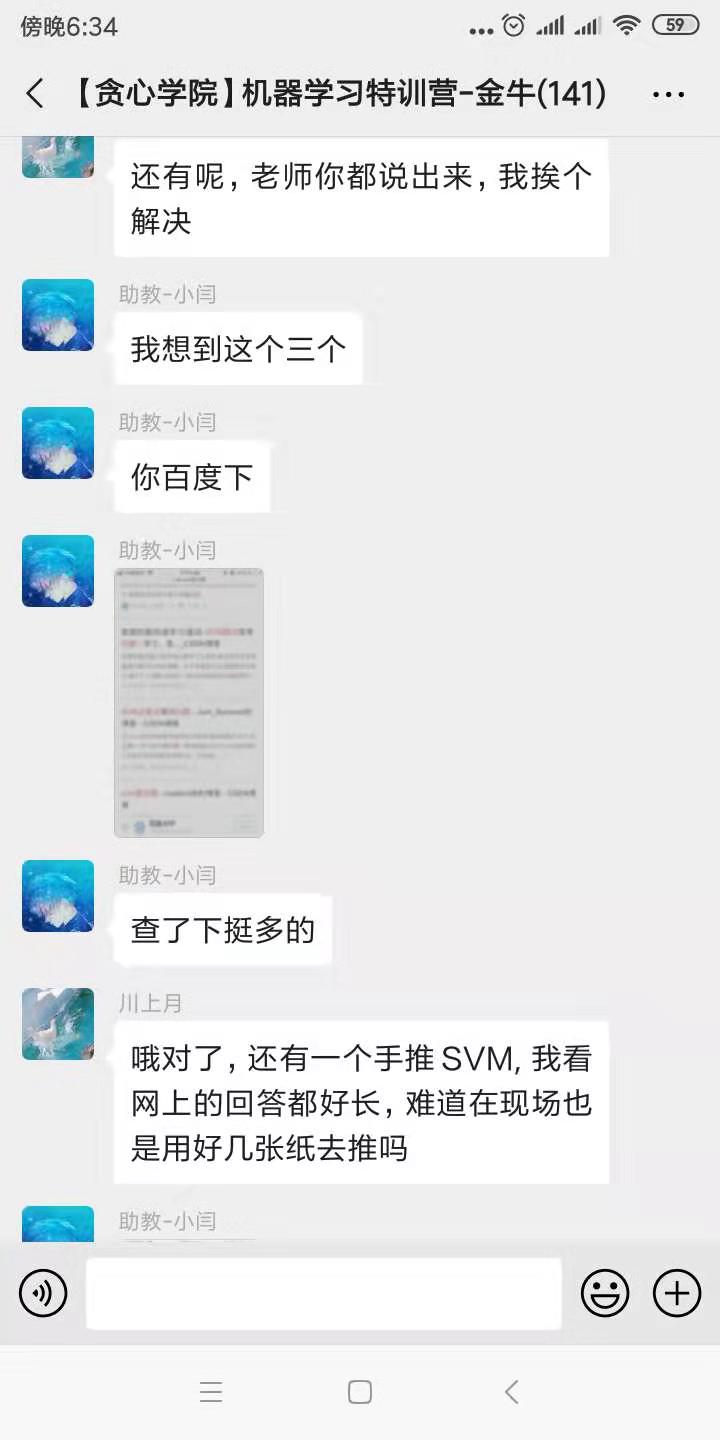 傍晚6:34
59
【贪心学院】机器学习特训营-金牛(141)
还有呢，老师你都说出来，我挨个
解决
助教-小闫
我想到这个三个
助教-小闫
你百度下
助教-小闫
助教-小闫
查了下挺多的
川上月
哦对了，还有一个手推SVM，我看
网上的回答都好长，难道在现场也
是用好几张纸去推吗
助教-小闫